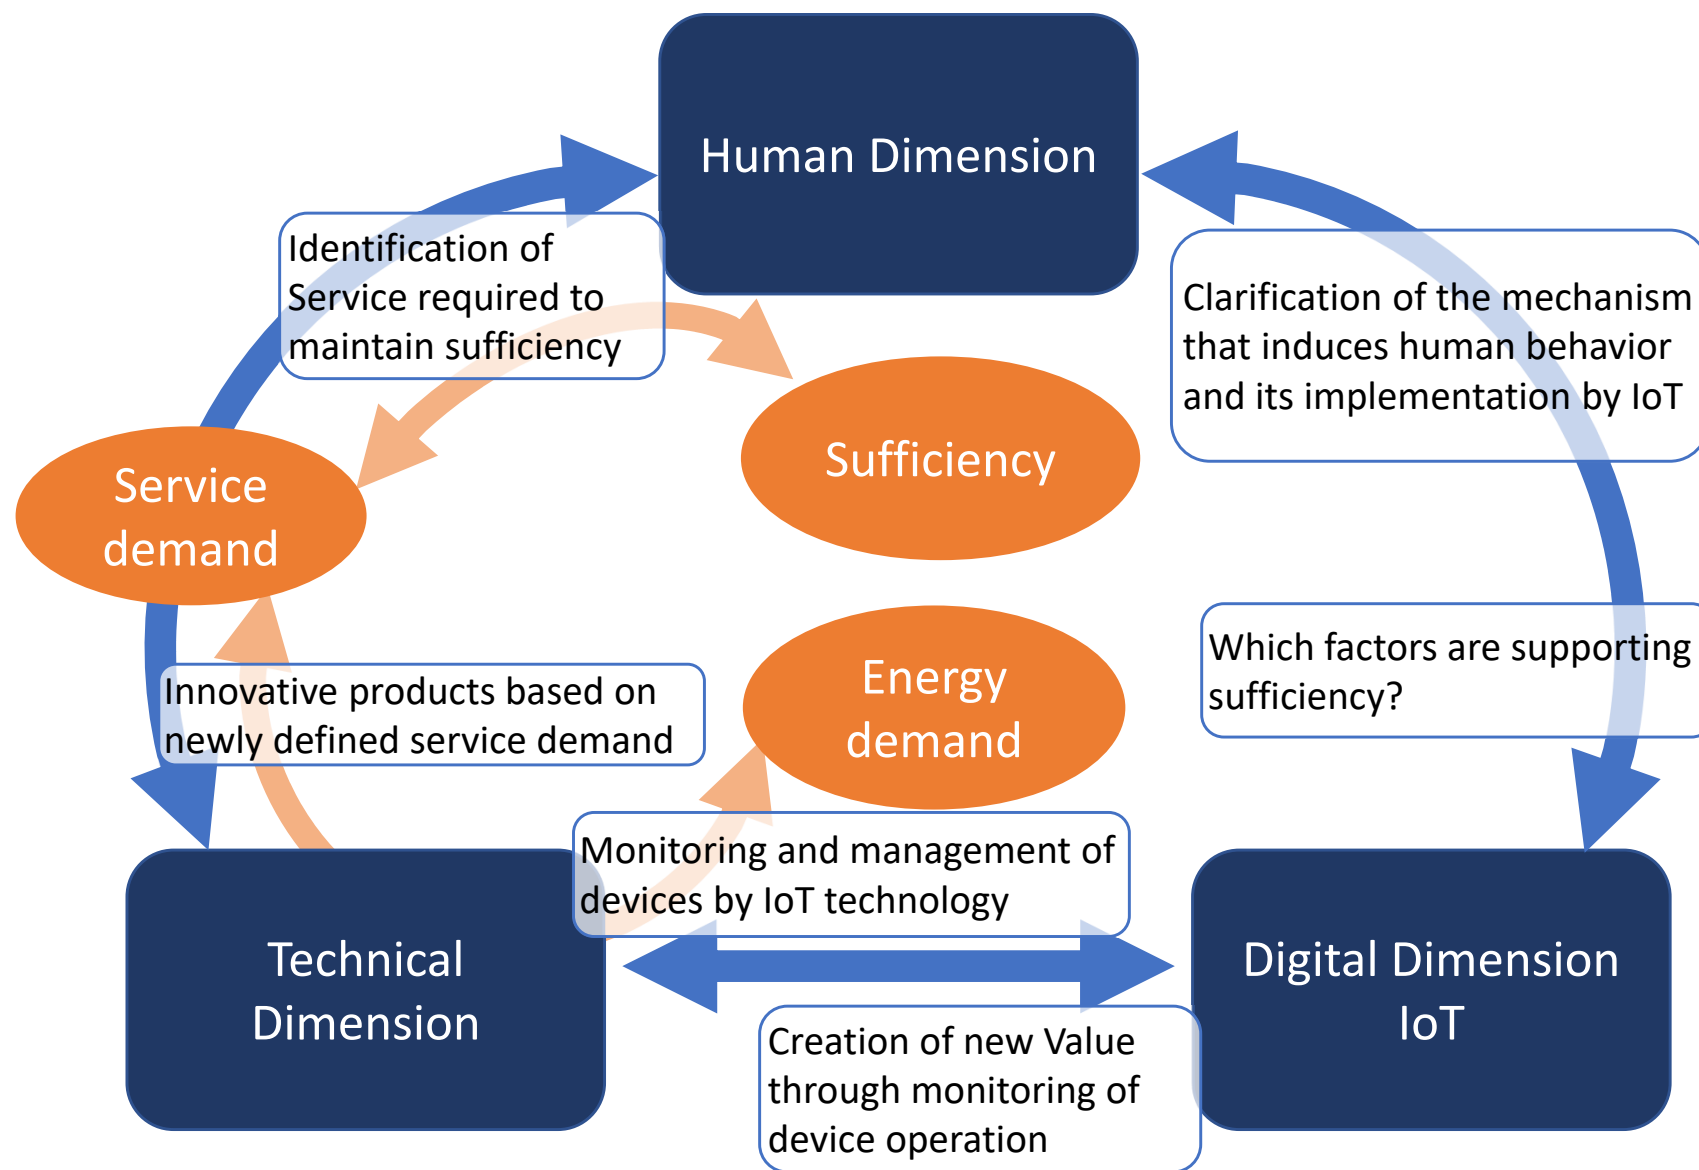 Human Dimension
Identification of
Service required to
maintain sufficiency
Clarification of the mechanism
that induces human behavior
and its implementation by IoT
Service
demand
Sufficiency
Which factors are supporting
sufficiency?
Innovative products based on
newly defined service demand
Energy
demand
Monitoring and management of
devices by IoT technology
Technical
Dimension
Digital Dimension
IoT
Creation of new Value
through monitoring of
device operation